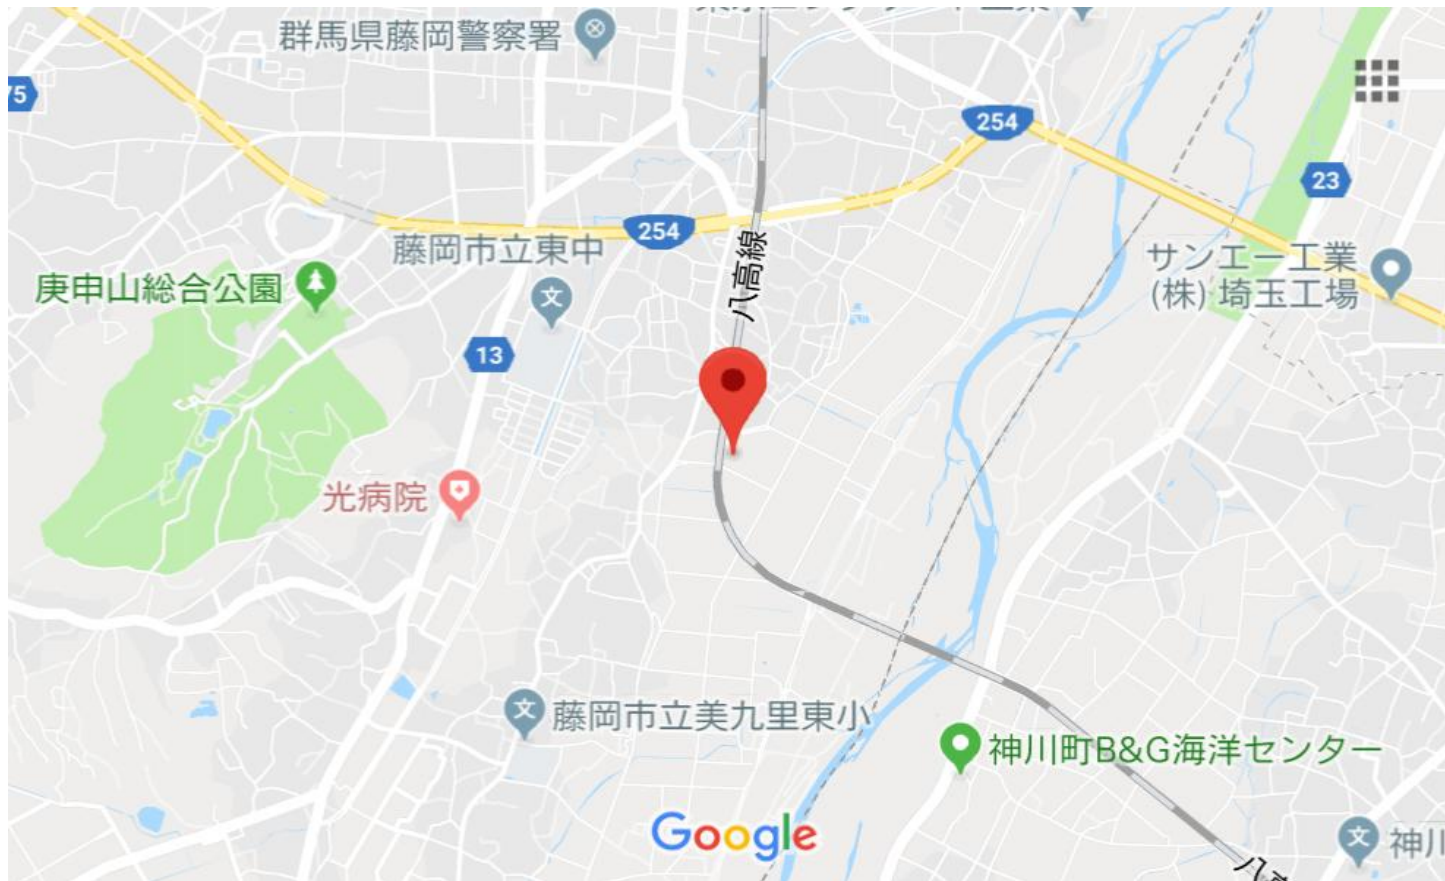 群馬県藤岡警察署
75
254
23
藤岡市立東中
254
八高線
サンエー工業
(株) 埼玉工場
庚申山総合公園
13
光病院
藤岡市立美九里東小
神川町B&G海洋センター
Google
神川
八高